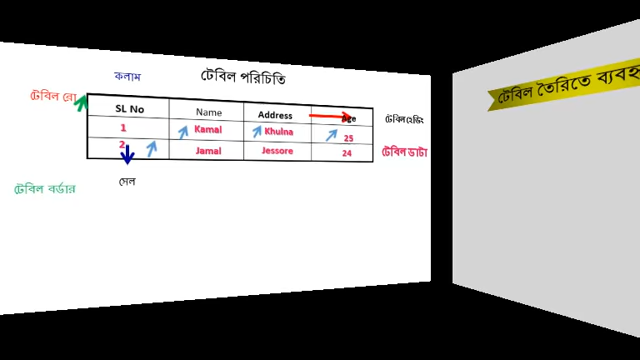 টেবিল পরিচিতি
কলাম
টেবিল রো
SL No Name Address Age
টেবিল হেডিং
1 Kamal Khulna 25
2 Jamal Jessore 24
টেবিল ডাটা
সেল
টেবিল বর্ডার
টেবিল তৈরিতে